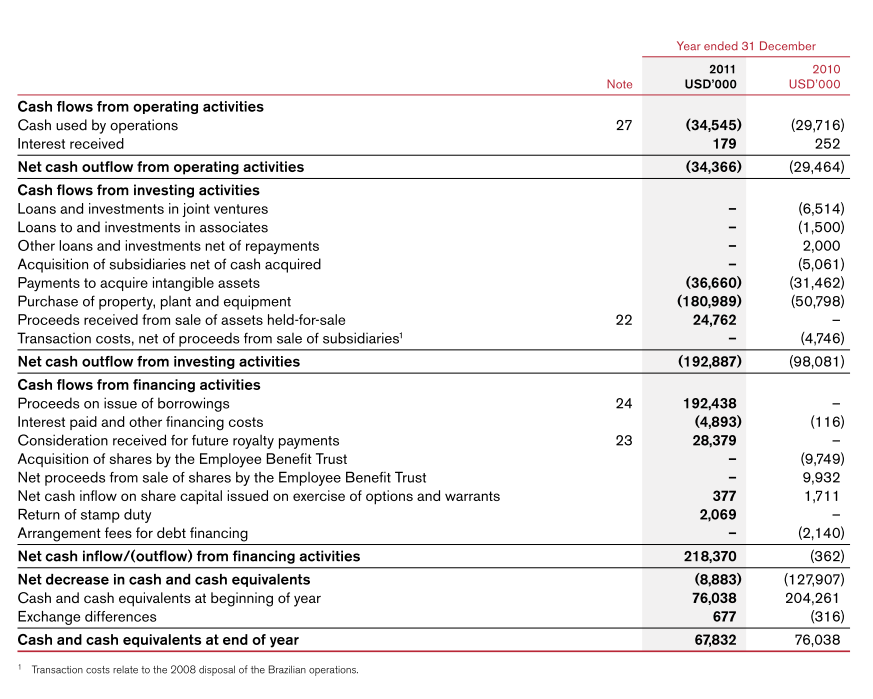 Year ended 31 December
2011 2010
Note USD'000 USD'000
Cash flows from operating activities
Cash used by operations 27 (34,545) (29,716)
Interest received 179 252
Net cash outflow from operating activities (34,366) (29,464)
Cash flows from investing activities
Loans and investments in joint ventures – (6,514)
Loans to and investments in associates – (1,500)
Other loans and investments net of repayments – 2,000
Acquisition of subsidiaries net of cash acquired – (5,061)
Payments to acquire intangible assets (36,660) (31,462)
Purchase of property, plant and equipment (180,989) (50,798)
Proceeds received from sale of assets held-for-sale 22 24,762 –
Transaction costs, net of proceeds from sale of subsidiaries¹ – (4,746)
Net cash outflow from investing activities (192,887) (98,081)
Cash flows from financing activities
Proceeds on issue of borrowings 24 192,438 –
Interest paid and other financing costs (4,893) (116)
Consideration received for future royalty payments 23 28,379 –
Acquisition of shares by the Employee Benefit Trust – (9,749)
Net proceeds from sale of shares by the Employee Benefit Trust – 9,932
Net cash inflow on share capital issued on exercise of options and warrants 377 1,711
Return of stamp duty 2,069 –
Arrangement fees for debt financing – (2,140)
Net cash inflow/(outflow) from financing activities 218,370 (362)
Net decrease in cash and cash equivalents (8,883) (127,907)
Cash and cash equivalents at beginning of year 76,038 204,261
Exchange differences 677 (316)
Cash and cash equivalents at end of year 67,832 76,038
¹ Transaction costs relate to the 2008 disposal of the Brazilian operations.